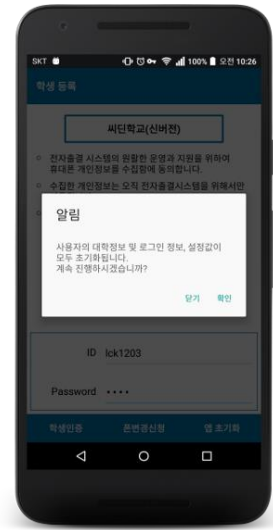 SKT 100% 오전 10:26
학생 등록
씨딘학교(신버전)
전자출결 시스템의 원활한 운영과 지원을 위하여
휴대폰 개인정보를 수집함에 동의합니다.
수집한 개인정보는 오직 전자출결시스템을 위해서만
알림
사용자의 대학정보 및 로그인 정보, 설정값이
모두 초기화됩니다.
계속 진행하시겠습니까?
닫기 확인
ID lck1203
Password ····
학생인증 폰변경신청 앱 초기화